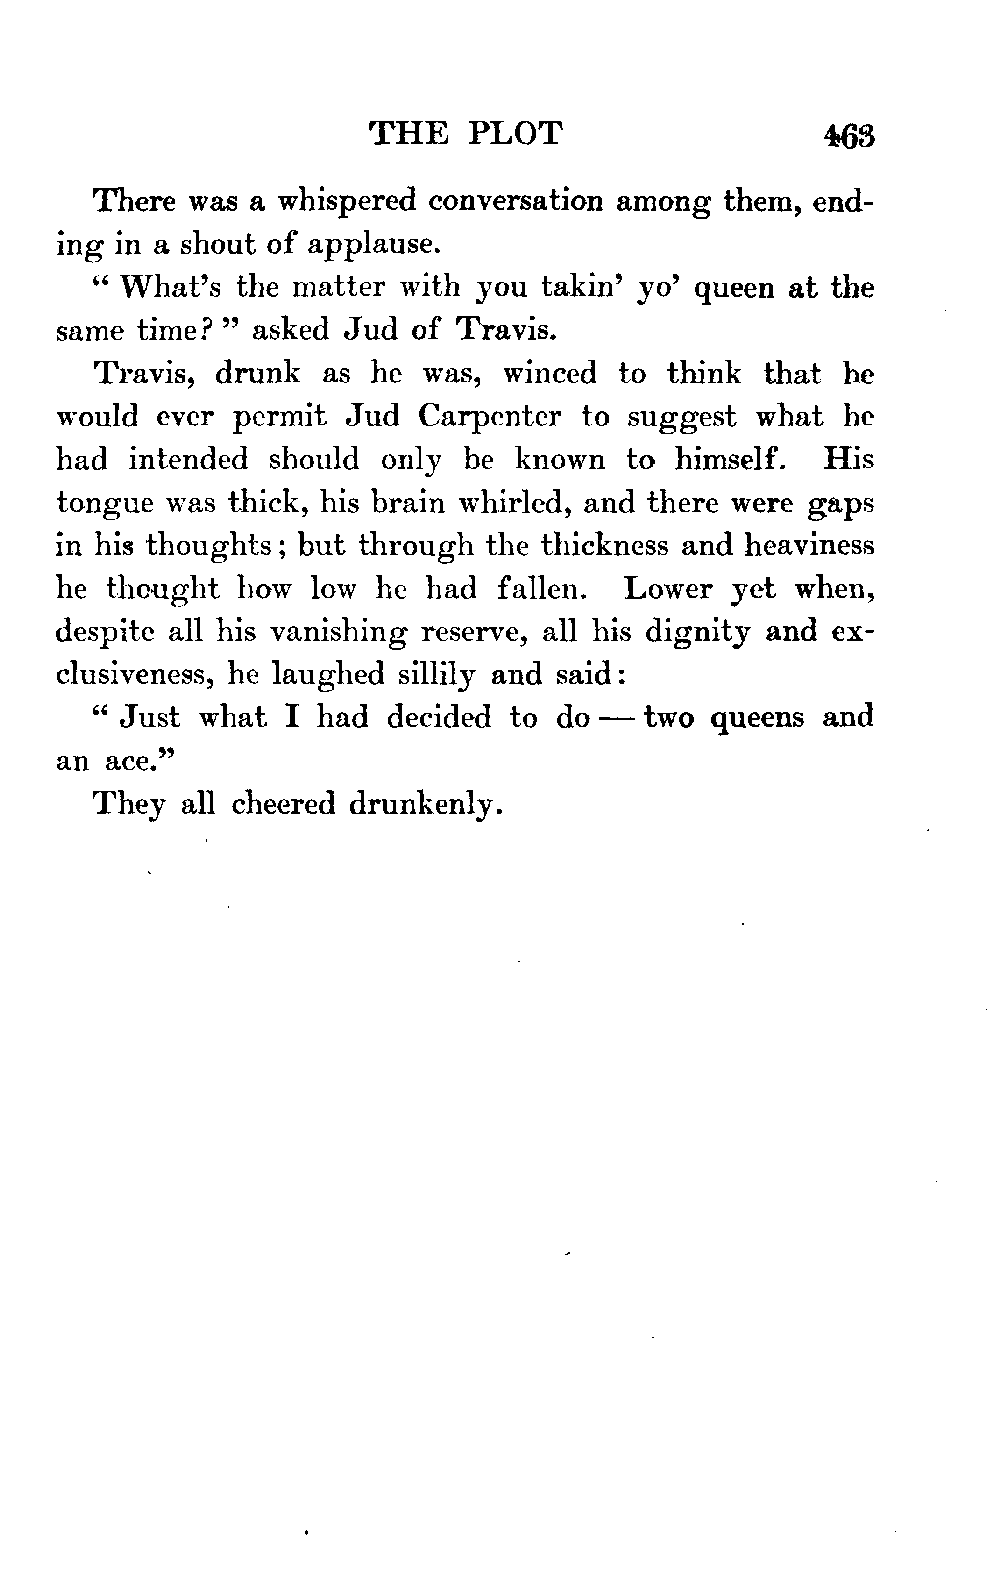 THE PLOT 463
There was a whispered conversation among them, end-
ing in a shout of applause.
“ What’s the matter with you takin’ yo’ queen at the
same time? ” asked Jud of Travis.
Travis, drunk as he was, winced to think that he
would ever permit Jud Carpenter to suggest what he
had intended should only be known to himself. His
tongue was thick, his brain whirled, and there were gaps
in his thoughts; but through the thickness and heaviness
he thought how low he had fallen. Lower yet when,
despite all his vanishing reserve, all his dignity and ex-
clusiveness, he laughed sillily and said:
“ Just what I had decided to do — two queens and
an ace.”
They all cheered drunkenly.